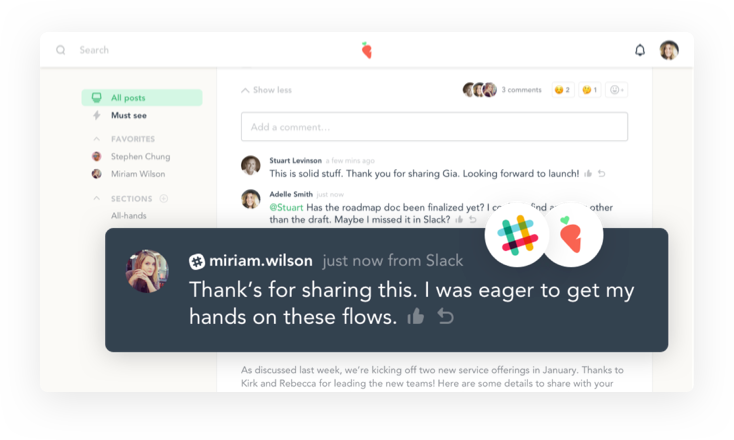 Search
All posts
Must see
FAVORITES
Stephen Chung
Miriam Wilson
SECTIONS
All-hands
Show less
3 comments
2
1
Add a comment...
Stuart Levinson a few mins ago
This is solid stuff. Thank you for sharing Gia. Looking forward to launch!
Adelle Smith just now
@Stuart Has the roadmap doc been finalized yet? I other
than the draft. Maybe I missed it in Slack?
miriam.wilson just now from Slack
Thank's for sharing this. I was eager to get my
hands on these flows.
As discussed last week, we're kicking off two new service offerings in January. Thanks to
Kirk and Rebecca for leading the new teams! Here are some details to share with your